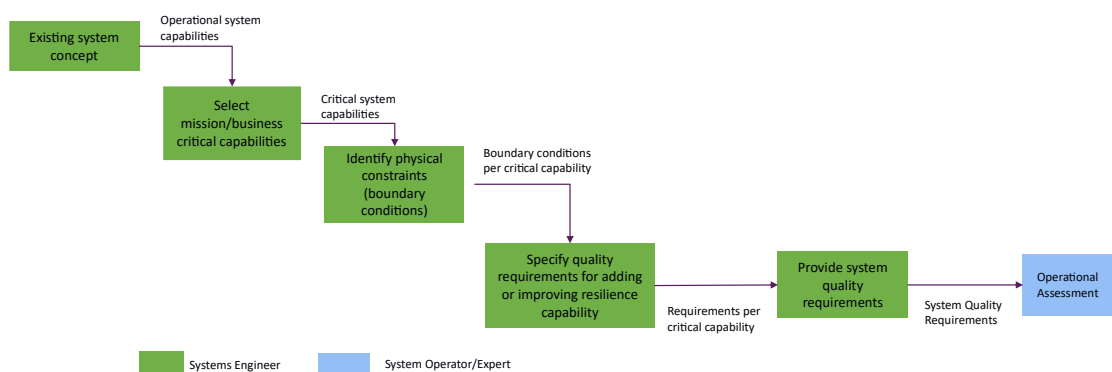 Existing system
concept
Operational system
capabilities
Select
mission/business
critical capabilities
Critical system
capabilities
Identify physical
constraints
(boundary
conditions)
Boundary conditions
per critical capability
Specify quality
requirements for adding
or improving resilience
capability
Requirements per
critical capability
Provide system
quality
requirements
System Quality
Requirements
Operational
Assessment
Systems Engineer
System Operator/Expert